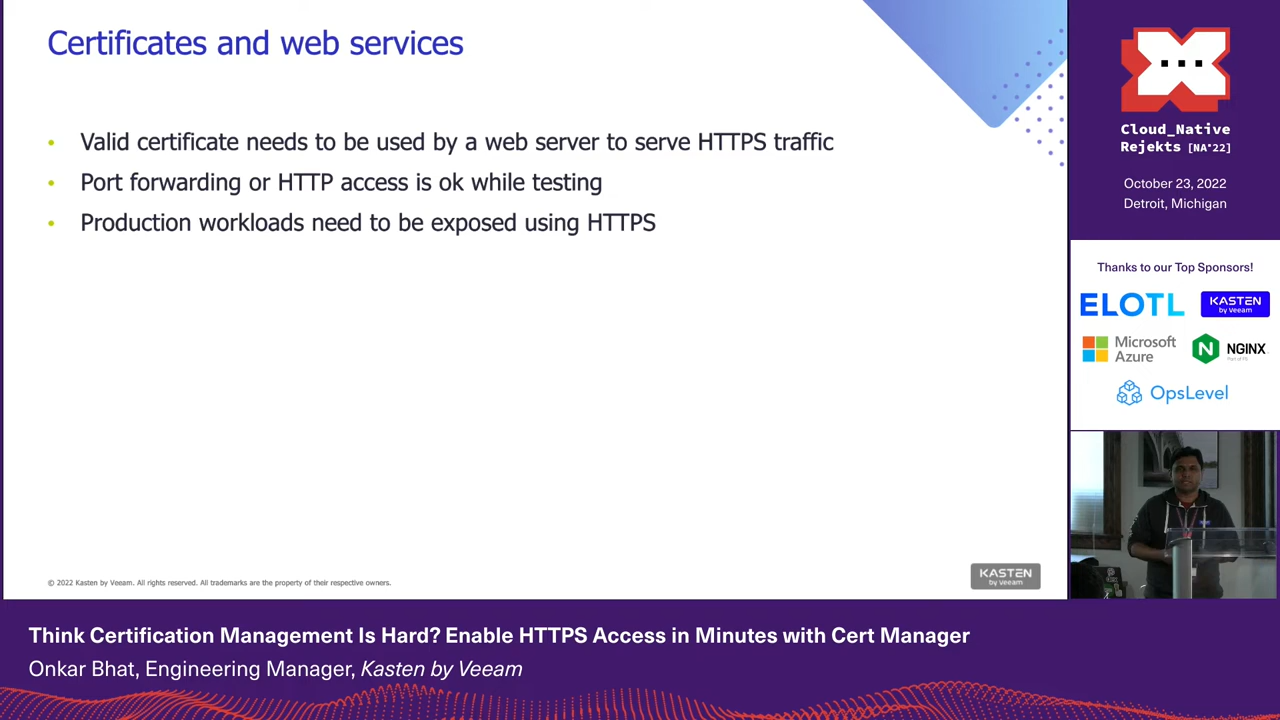 Certificates and web services
• Valid certificate needs to be used by a web server to serve HTTPS traffic
• Port forwarding or HTTP access is ok while testing
• Production workloads need to be exposed using HTTPS
© 2022 Kasten by Veeam. All rights reserved. All trademarks are the property of their respective owners.
KASTEN
by Veeam
Cloud_Native
Rejekts [NA'22]
October 23, 2022
Detroit, Michigan
Thanks to our Top Sponsors!
ELOTL
KASTEN
by Veeam
Microsoft
Azure
N
NGINX
Part of F5
OpsLevel
Think Certification Management Is Hard? Enable HTTPS Access in Minutes with Cert Manager
Onkar Bhat, Engineering Manager, Kasten by Veeam